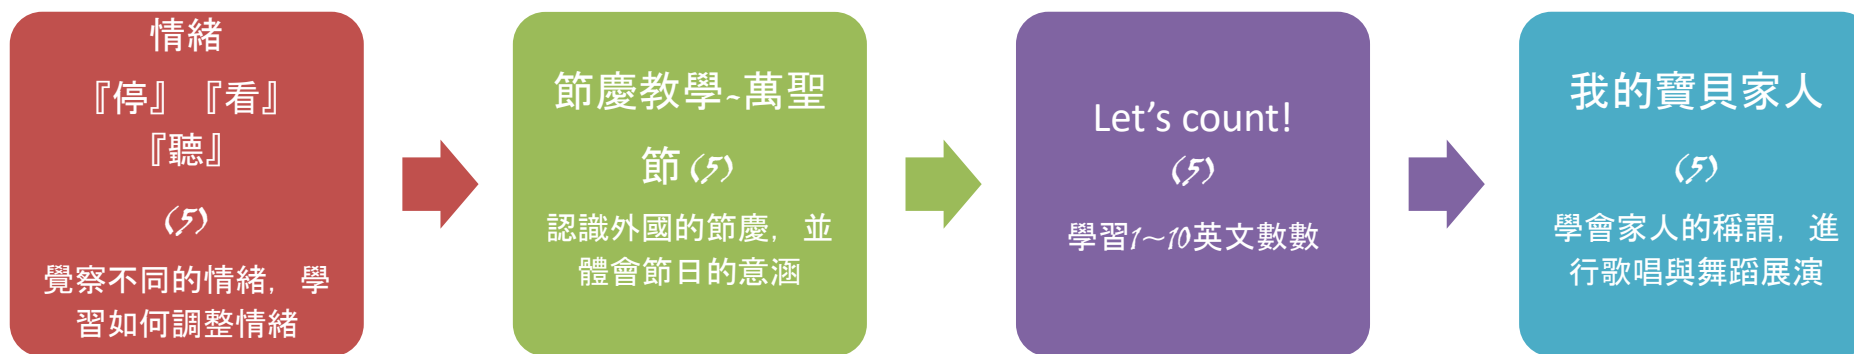 情緒
『停』『看』
『聽』
(5)
覺察不同的情緒，學
習如何調整情緒
節慶教學~萬聖
節(5)
認識外國的節慶，並
體會節日的意涵
Let’s count!
(5)
學習1~10英文數數
我的寶貝家人
(5)
學會家人的稱謂，進
行歌唱與舞蹈展演